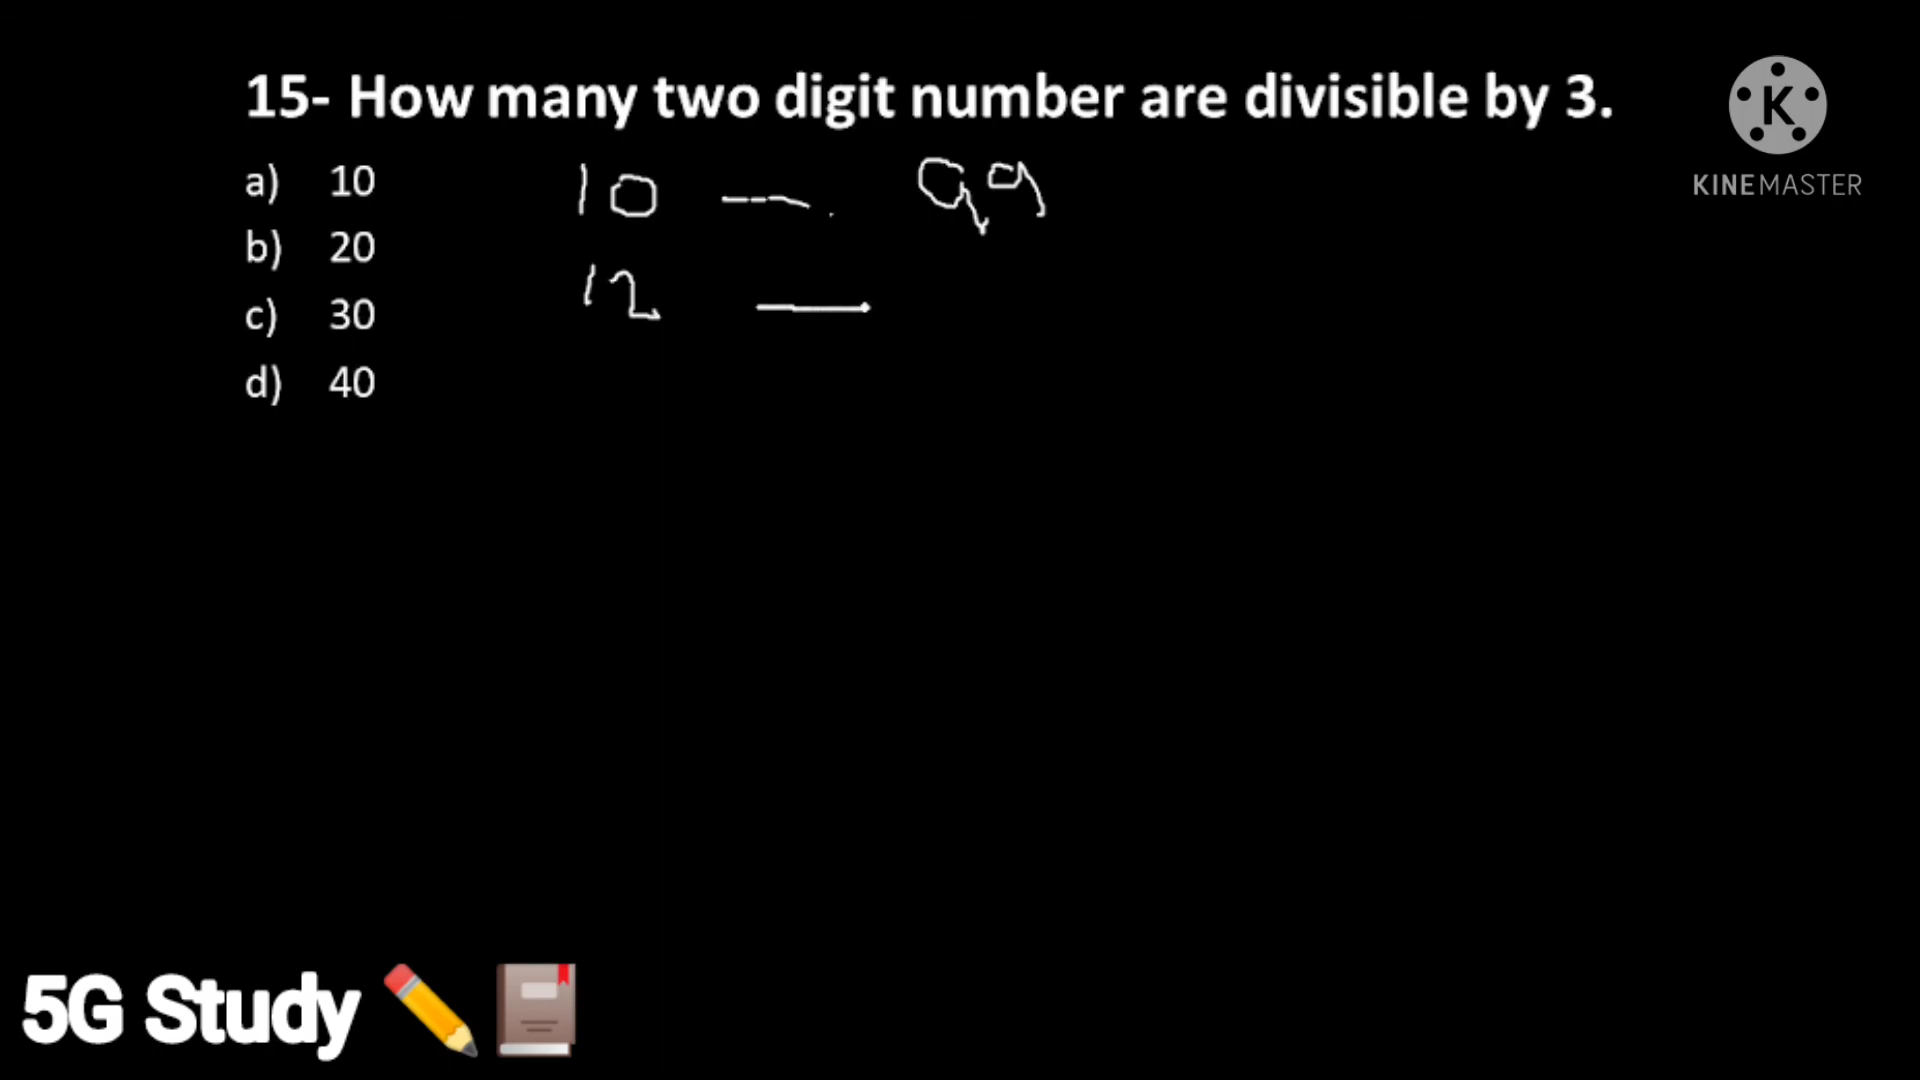 15- How many two digit number are divisible by 3.
a) 10
b) 20
c) 30
d) 40
10 ---. 99
12 —
KINEMASTER
5G Study